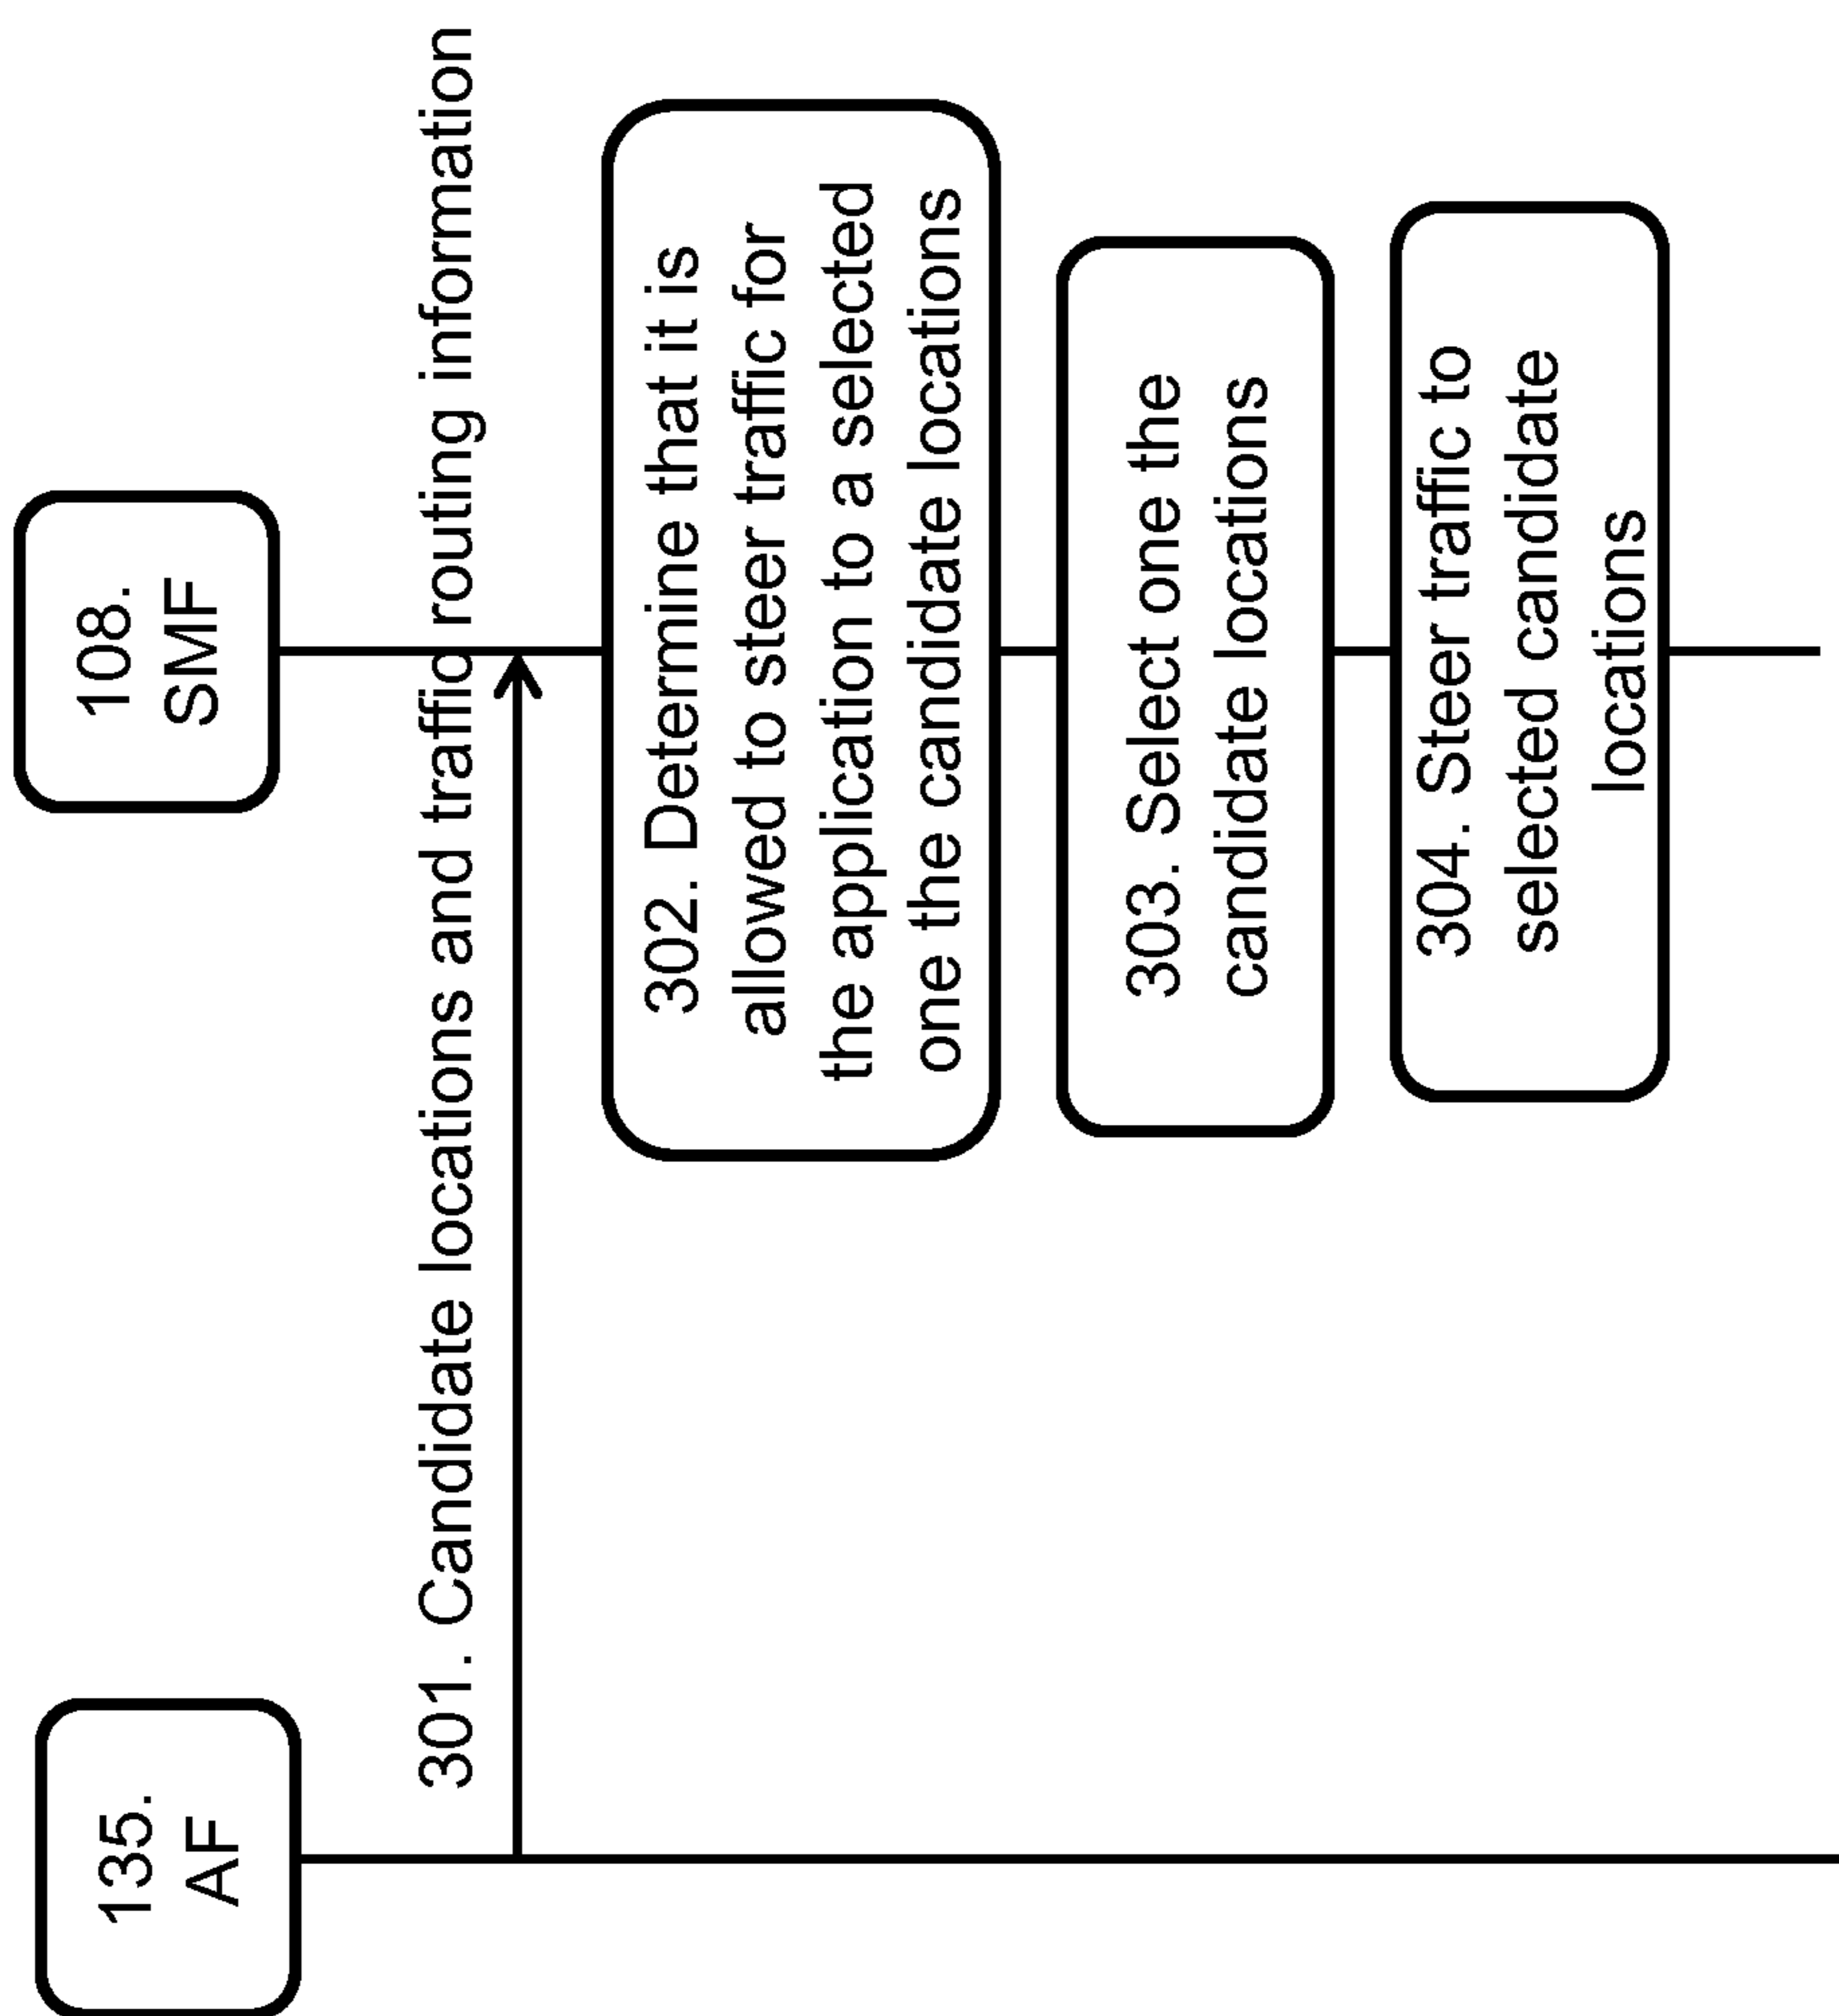 135.
AF
108.
SMF
301. Candidate locations and traffic routing information
302. Determine that it is
allowed to steer traffic for
the application to a selected
one the candidate locations
303. Select one the
candidate locations
304. Steer traffic to
selected candidate
locations